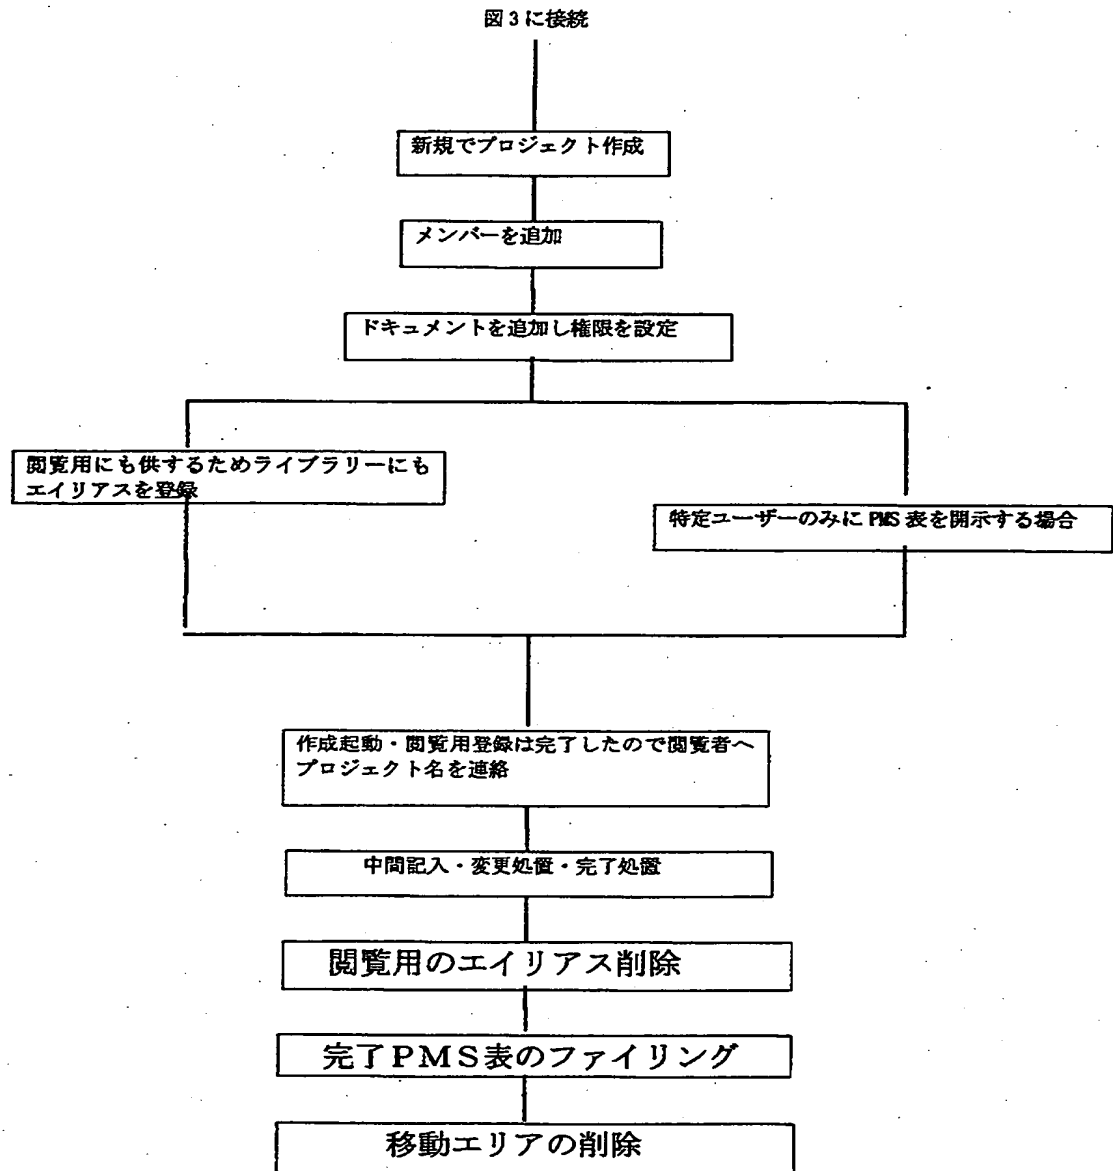 図3に接続
新規でプロジェクト作成
メンバーを追加
ドキュメントを追加し権限を設定
閲覧用にも供するためライブラリーにも
エイリアスを登録
特定ユーザーのみにPMS表を開示する場合
作成起動・閲覧用登録は完了したので閲覧者へ
プロジェクト名を連絡
中間記入・変更処置・完了処置
閲覧用のエイリアス削除
完了PMS表のファイリング
移動エリアの削除